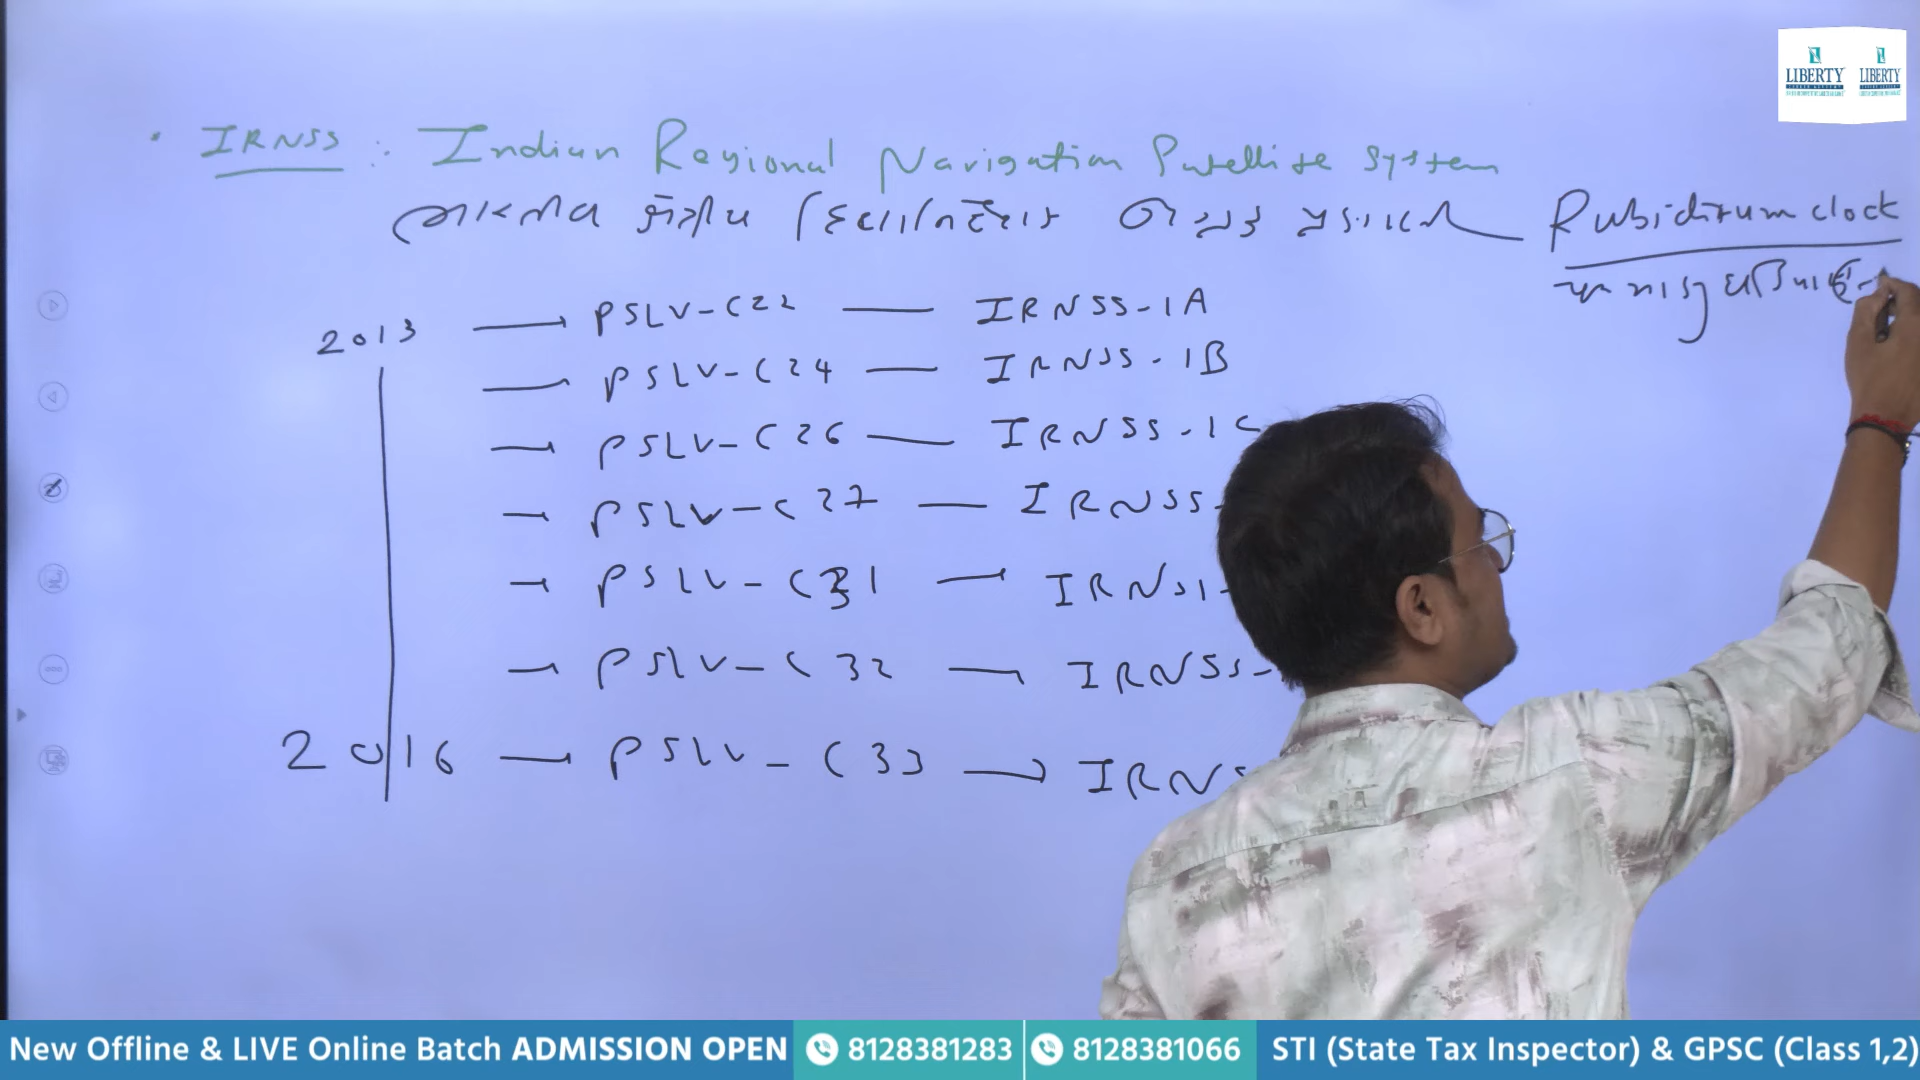 LIBERTY LIBERTY
IRNSS : Indian Regional Navigation Satellite System
Rubiditum clock
2013 → PSLV-C22 — IRNSS-1A
→ PSLV-C24 — IRNSS-1B
→ PSLV-C26 — IRNSS-1C
→ PSLV-C27 — IRNSS-
→ PSLV-C31 — IRNSS-
→ PSLV-C32 — IRNSS-
2016 → PSLV-C33 → IRNS
New Offline & LIVE Online Batch ADMISSION OPEN 8128381283 8128381066 STI (State Tax Inspector) & GPSC (Class 1,2)